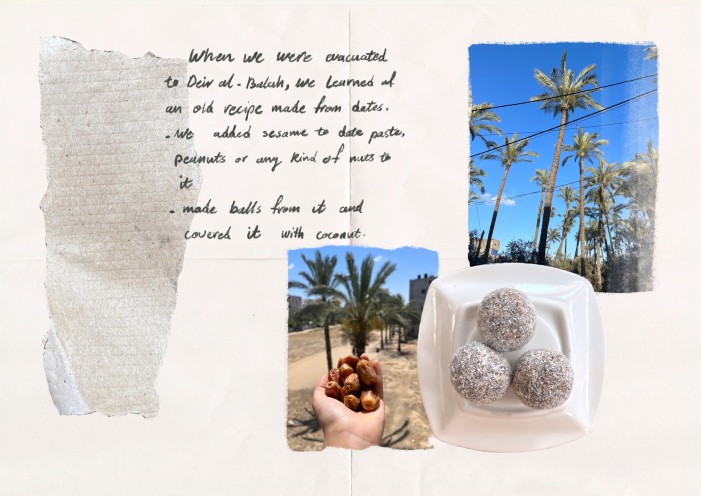 When we were evacuated
to Deir al-Balah, we learned of
an old recipe made from dates.
- we added sesame to date paste,
peanuts or any kind of nuts to
it
- made balls from it and
covered it with coconut.